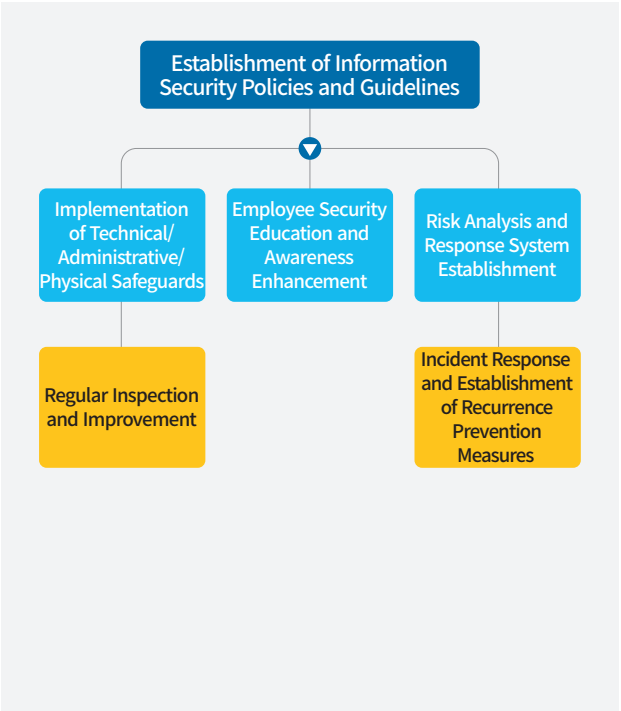 Establishment of Information
Security Policies and Guidelines
Implementation
of Technical/
Administrative/
Physical Safeguards
Employee Security
Education and
Awareness
Enhancement
Risk Analysis and
Response System
Establishment
Regular Inspection
and Improvement
Incident Response
and Establishment
of Recurrence
Prevention
Measures